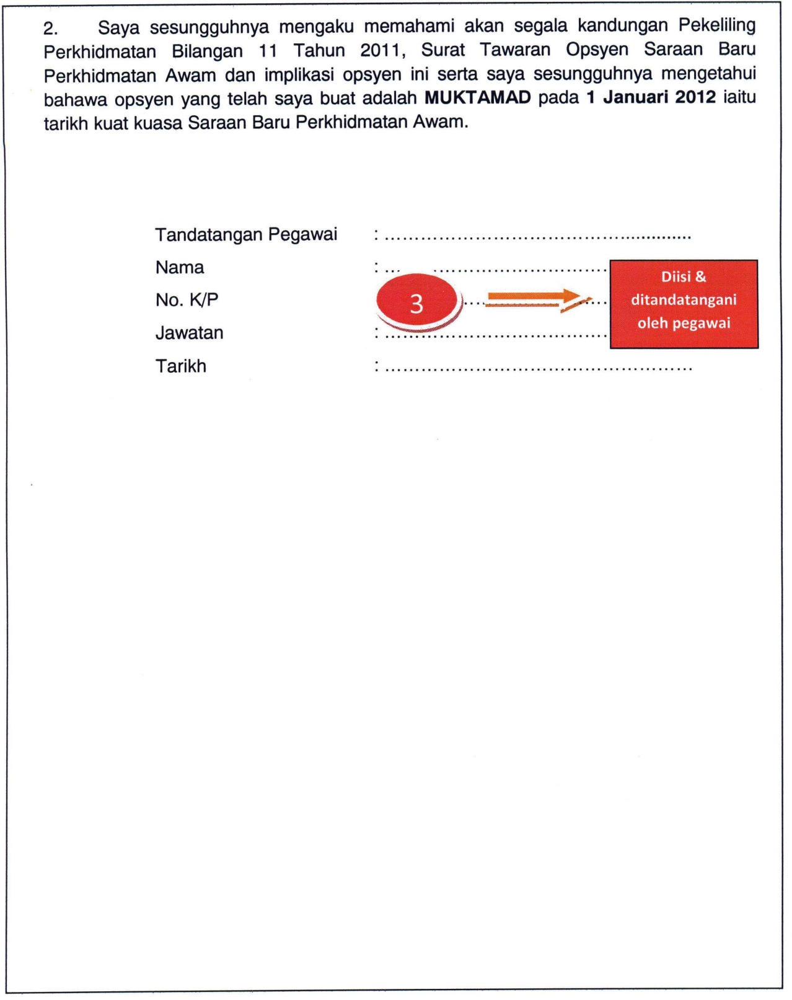 2. Saya sesungguhnya mengaku memahami akan segala kandungan Pekeliling
Perkhidmatan Bilangan 11 Tahun 2011, Surat Tawaran Opsyen Saraan Baru
Perkhidmatan Awam dan implikasi opsyen ini serta saya sesungguhnya mengetahui
bahawa opsyen yang telah saya buat adalah MUKTAMAD pada 1 Januari 2012 iaitu
tarikh kuat kuasa Saraan Baru Perkhidmatan Awam.
Tandatangan Pegawai : ......................................................
Nama : ......................................
No. K/P ........................
Jawatan : ......................................
Tarikh : ......................................................
3
Diisi &
ditandatangani
oleh pegawai